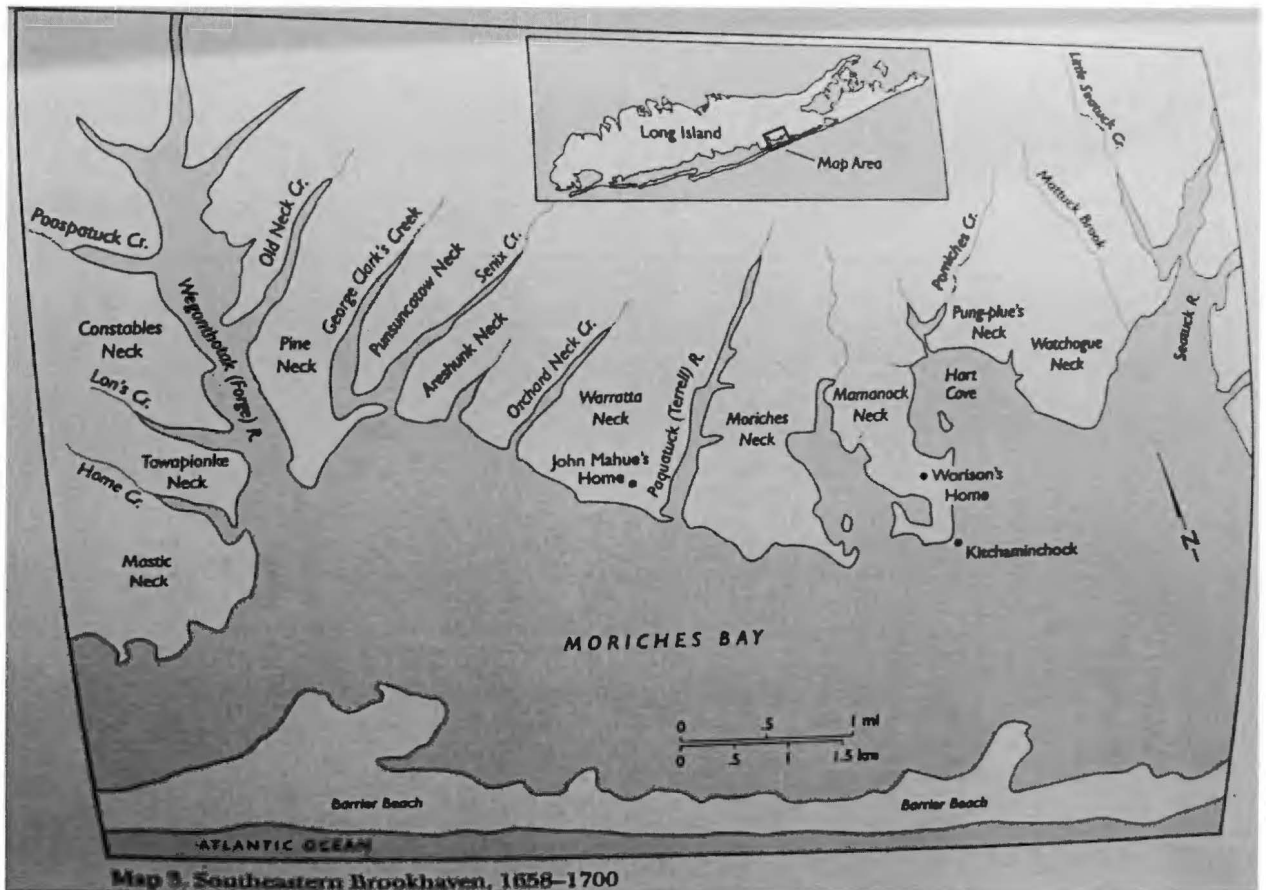 Long Island
Map Area
Little Seatuck Cr.
Poospatuck Cr.
Old Neck Cr.
George Clark's Creek
Puntsuncatow Neck
Senix Cr.
Mattuck Brook
Poniches Cr.
Wegonthotak (Forge) R.
Constables
Neck
Pine
Neck
Areshunk Neck
Orchard Neck Cr.
Paquatuck (Terrell) R.
Pung-plue's
Neck
Watchogue
Neck
Seatuck R.
Lon's Cr.
Warratta
Neck
Moriches
Neck
Mamanock
Neck
Hart
Cove
Tawapionke
Neck
Home Cr.
John Mahue's
Home
Warison's
Home
Mastic
Neck
Kitchaminchock
N
MORICHES BAY
0 .5 1 mi
0 .5 1 1.5 km
Barrier Beach
Barrier Beach
ATLANTIC OCEAN
Map 3. Southeastern Brookhaven, 1658–1700